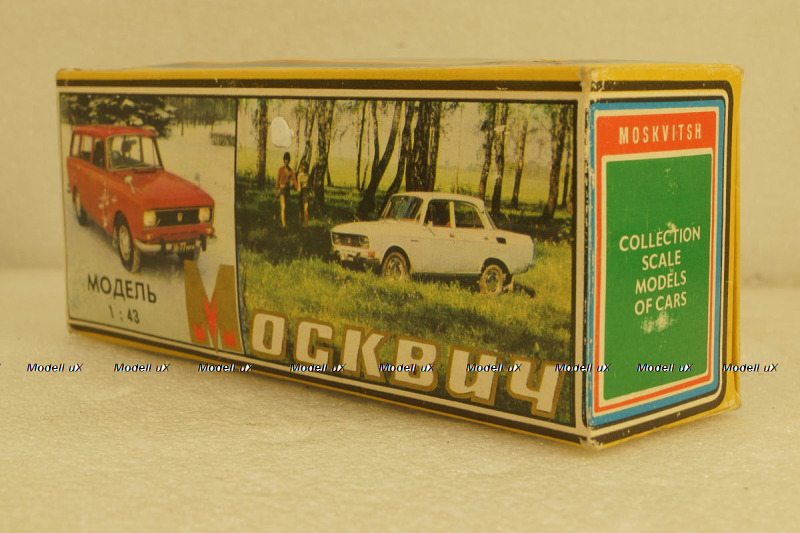 МОДЕЛЬ
1 : 43
Москвич
MOSKVITSH
COLLECTION
SCALE
MODELS
OF CARS
Modell uX Modell uX Modell uX Modell uX Modell uX Modell uX Modell uX Modell uX Modell uX